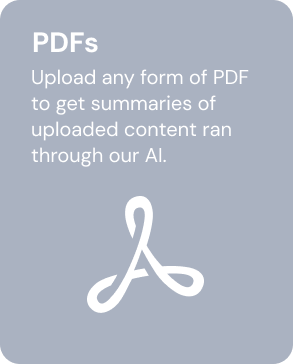 PDFs
Upload any form of PDF
to get summaries of
uploaded content ran
through our AI.